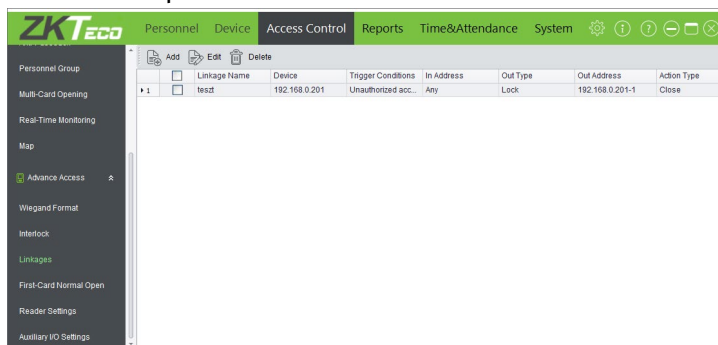 ZKTeco
Personnel Device Access Control Reports Time&Attendance System
Add Edit Delete
Linkage Name Device Trigger Conditions In Address Out Type Out Address Action Type
1 teszt 192.168.0.201 Unauthorized acc... Any Lock 192.168.0.201-1 Close
Personnel Group
Multi-Card Opening
Real-Time Monitoring
Map
Advance Access
Wiegand Format
Interlock
Linkages
First-Card Normal Open
Reader Settings
Auxiliary I/O Settings